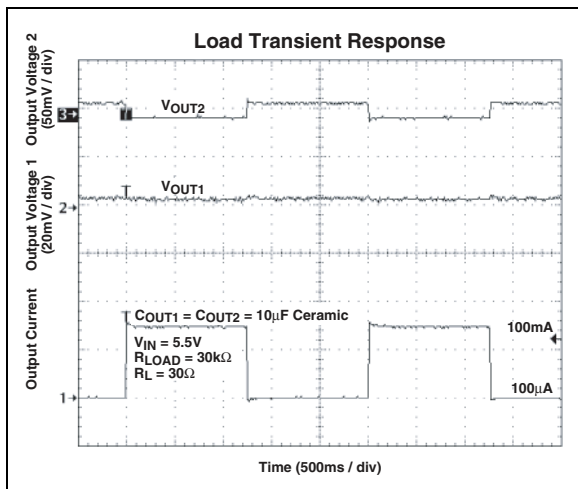 Load Transient Response
Output Voltage 2
(50mV / div)
Output Voltage 1
(20mV / div)
Output Current
3
T
VOUT2
2
VOUT1
COUT1 = COUT2 = 10µF Ceramic
VIN = 5.5V
RLOAD = 30kΩ
RL = 30Ω
100mA
100µA
1
Time (500ms / div)